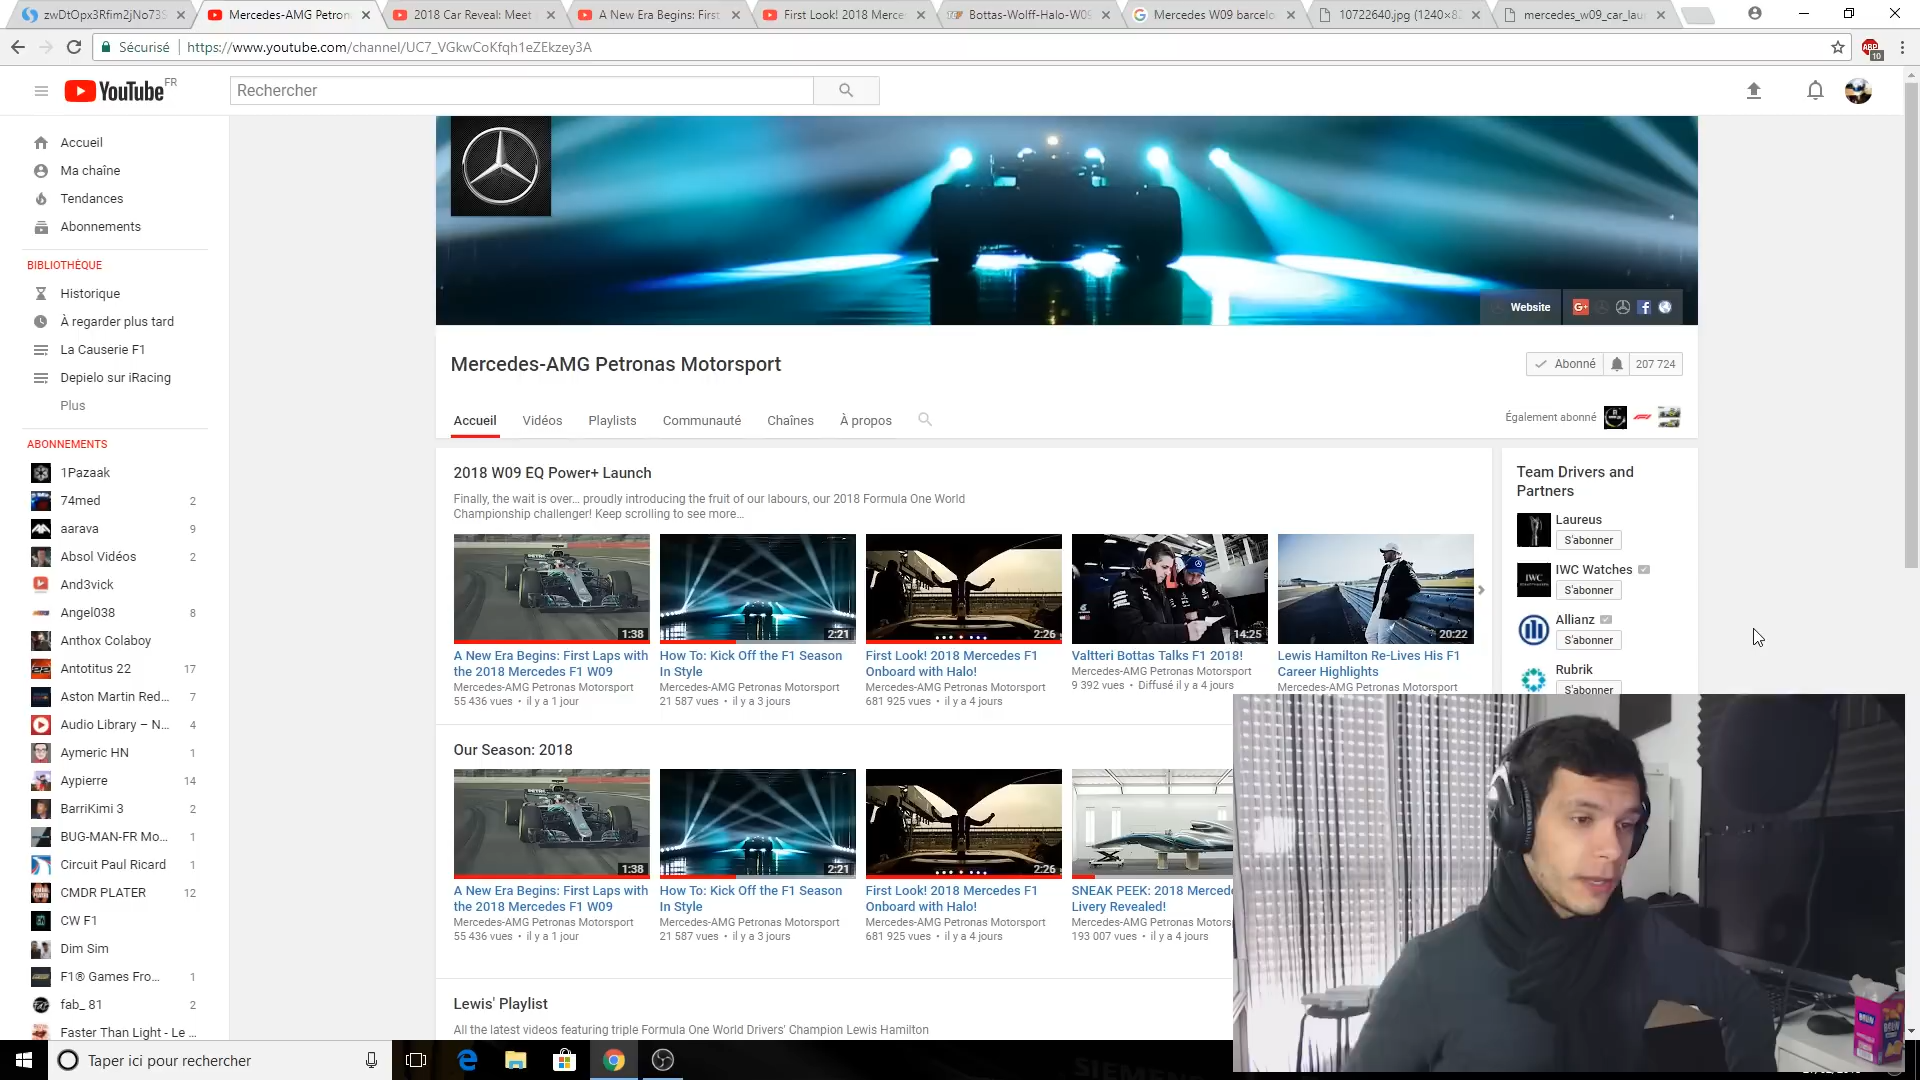 zwDtOpx3Rfim2jNo73S
Mercedes-AMG Petron
2018 Car Reveal: Meet
A New Era Begins: First
First Look! 2018 Merce
Bottas-Wolff-Halo-W09
Mercedes W09 barcelo
10722640.jpg (1240×82
mercedes_w09_car_lau
Sécurisé
https://www.youtube.com/channel/UC7_VGkwCoKfqh1eZEkzey3A
ABP
10
YouTube FR
Rechercher
Accueil
Ma chaîne
Tendances
Abonnements
BIBLIOTHÈQUE
Historique
À regarder plus tard
La Causerie F1
Depielo sur iRacing
Plus
ABONNEMENTS
1Pazaak
74med 2
aarava 9
Absol Vidéos 2
And3vick
Angel038 8
Anthox Colaboy
Antotitus 22 17
Aston Martin Red... 7
Audio Library – N... 4
Aymeric HN 1
Aypierre 14
BarriKimi 3 2
BUG-MAN-FR Mo... 1
Circuit Paul Ricard 1
CMDR PLATER 12
CW F1
Dim Sim
F1® Games Fro... 1
fab_ 81 2
Faster Than Light - Le ...
Website
G+
Mercedes-AMG Petronas Motorsport
Abonné 207 724
Accueil Vidéos Playlists Communauté Chaînes À propos
Également abonné
2018 W09 EQ Power+ Launch
Finally, the wait is over... proudly introducing the fruit of our labours, our 2018 Formula One World
Championship challenger! Keep scrolling to see more...
1:38
2:21
2:26
14:25
20:22
A New Era Begins: First Laps with
the 2018 Mercedes F1 W09
Mercedes-AMG Petronas Motorsport
55 436 vues • il y a 1 jour
How To: Kick Off the F1 Season
In Style
Mercedes-AMG Petronas Motorsport
21 587 vues • il y a 3 jours
First Look! 2018 Mercedes F1
Onboard with Halo!
Mercedes-AMG Petronas Motorsport
681 925 vues • il y a 4 jours
Valtteri Bottas Talks F1 2018!
Mercedes-AMG Petronas Motorsport
9 392 vues • Diffusé il y a 4 jours
Lewis Hamilton Re-Lives His F1
Career Highlights
Mercedes-AMG Petronas Motorsport
Our Season: 2018
1:38
2:21
2:26
A New Era Begins: First Laps with
the 2018 Mercedes F1 W09
Mercedes-AMG Petronas Motorsport
55 436 vues • il y a 1 jour
How To: Kick Off the F1 Season
In Style
Mercedes-AMG Petronas Motorsport
21 587 vues • il y a 3 jours
First Look! 2018 Mercedes F1
Onboard with Halo!
Mercedes-AMG Petronas Motorsport
681 925 vues • il y a 4 jours
SNEAK PEEK: 2018 Merced
Livery Revealed!
Mercedes-AMG Petronas Motors
193 007 vues • il y a 4 jours
Lewis' Playlist
All the latest videos featuring triple Formula One World Drivers' Champion Lewis Hamilton
Team Drivers and
Partners
Laureus
S'abonner
IWC
IWC Watches
S'abonner
Allianz
S'abonner
Rubrik
S'abonner
Taper ici pour rechercher
SIEMENS